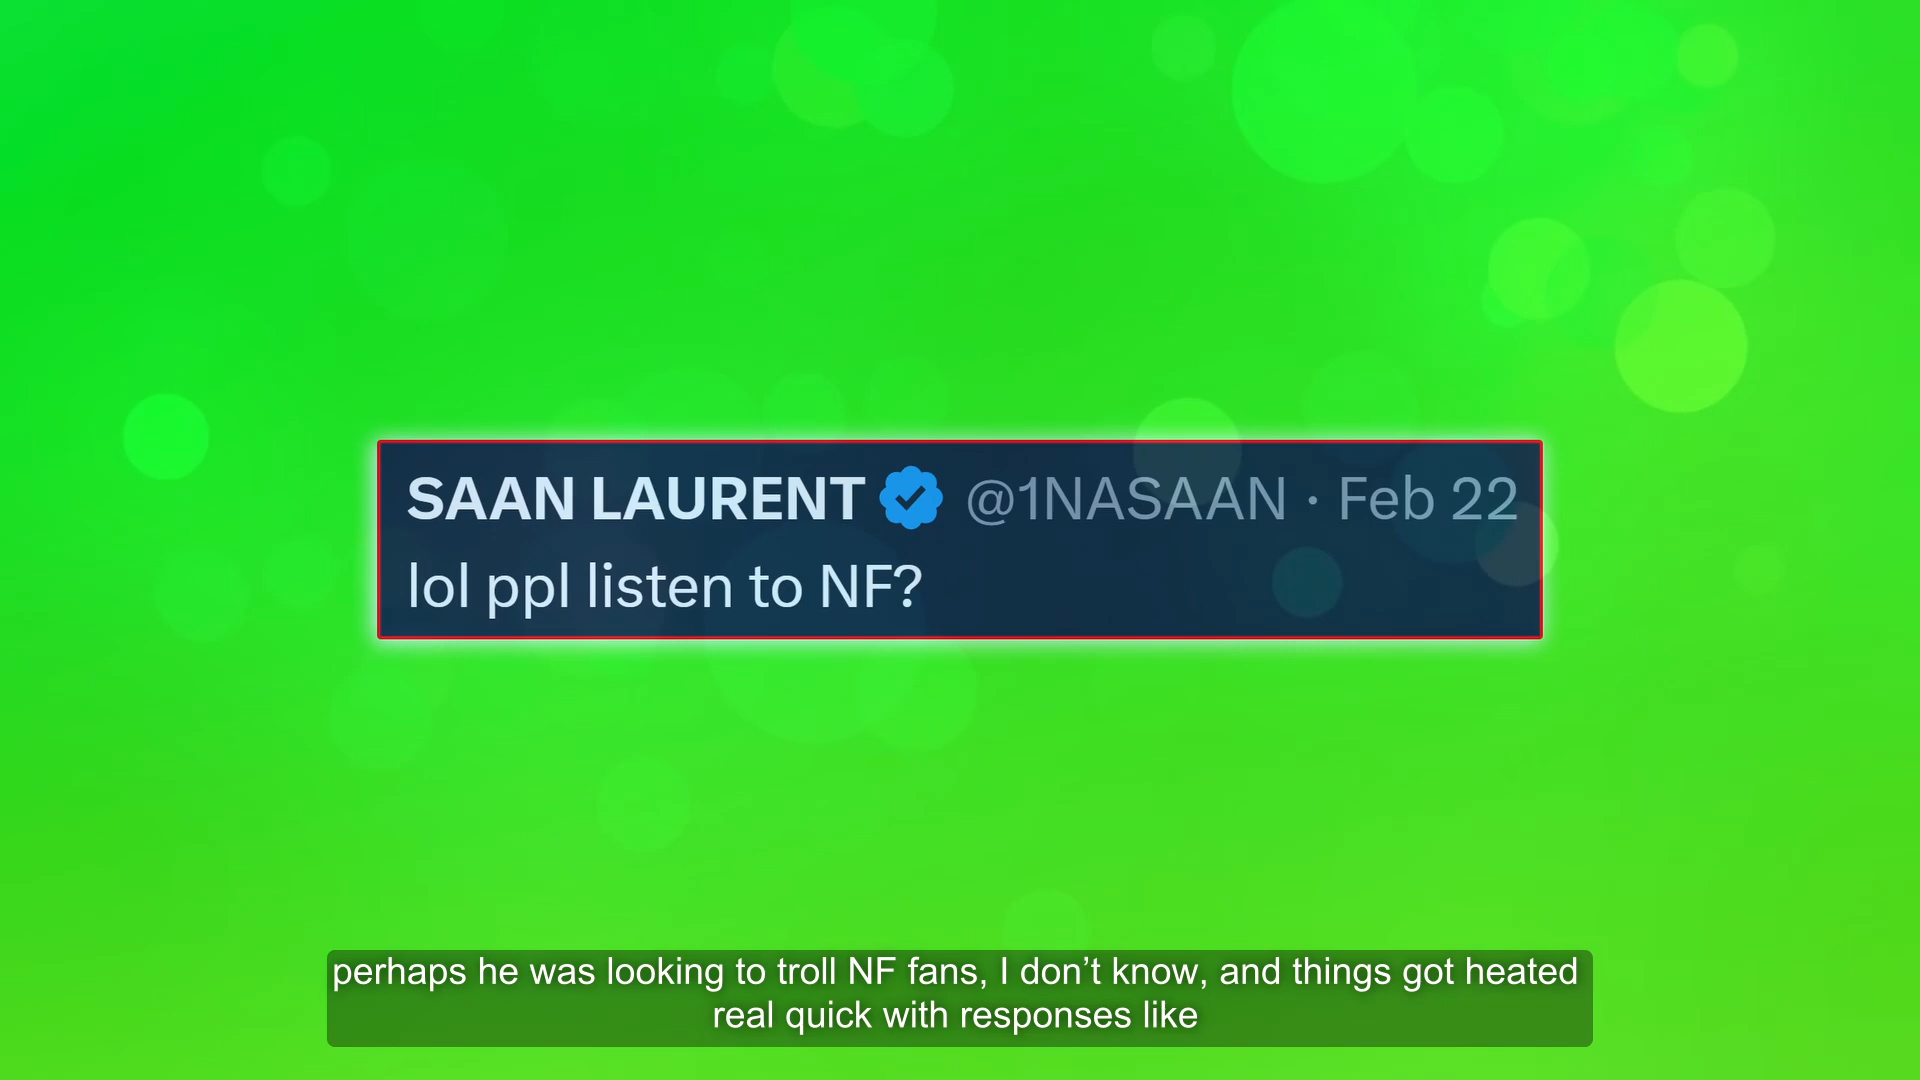 SAAN LAURENT @1NASAAN · Feb 22
lol ppl listen to NF?
perhaps he was looking to troll NF fans, I don’t know, and things got heated
real quick with responses like